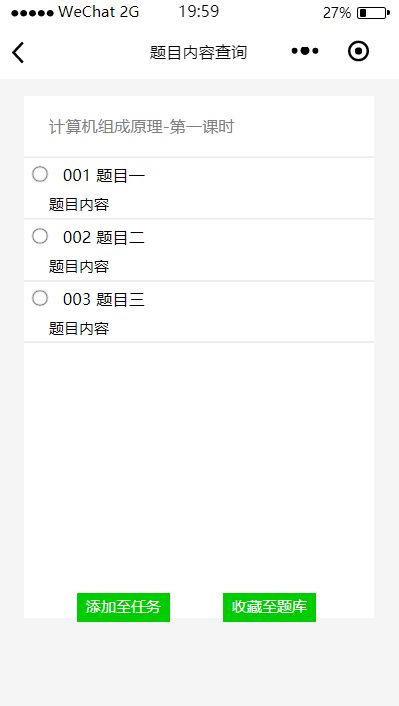 WeChat 2G 19:59 27%
题目内容查询
计算机组成原理-第一课时
001 题目一
题目内容
002 题目二
题目内容
003 题目三
题目内容
添加至任务 收藏至题库